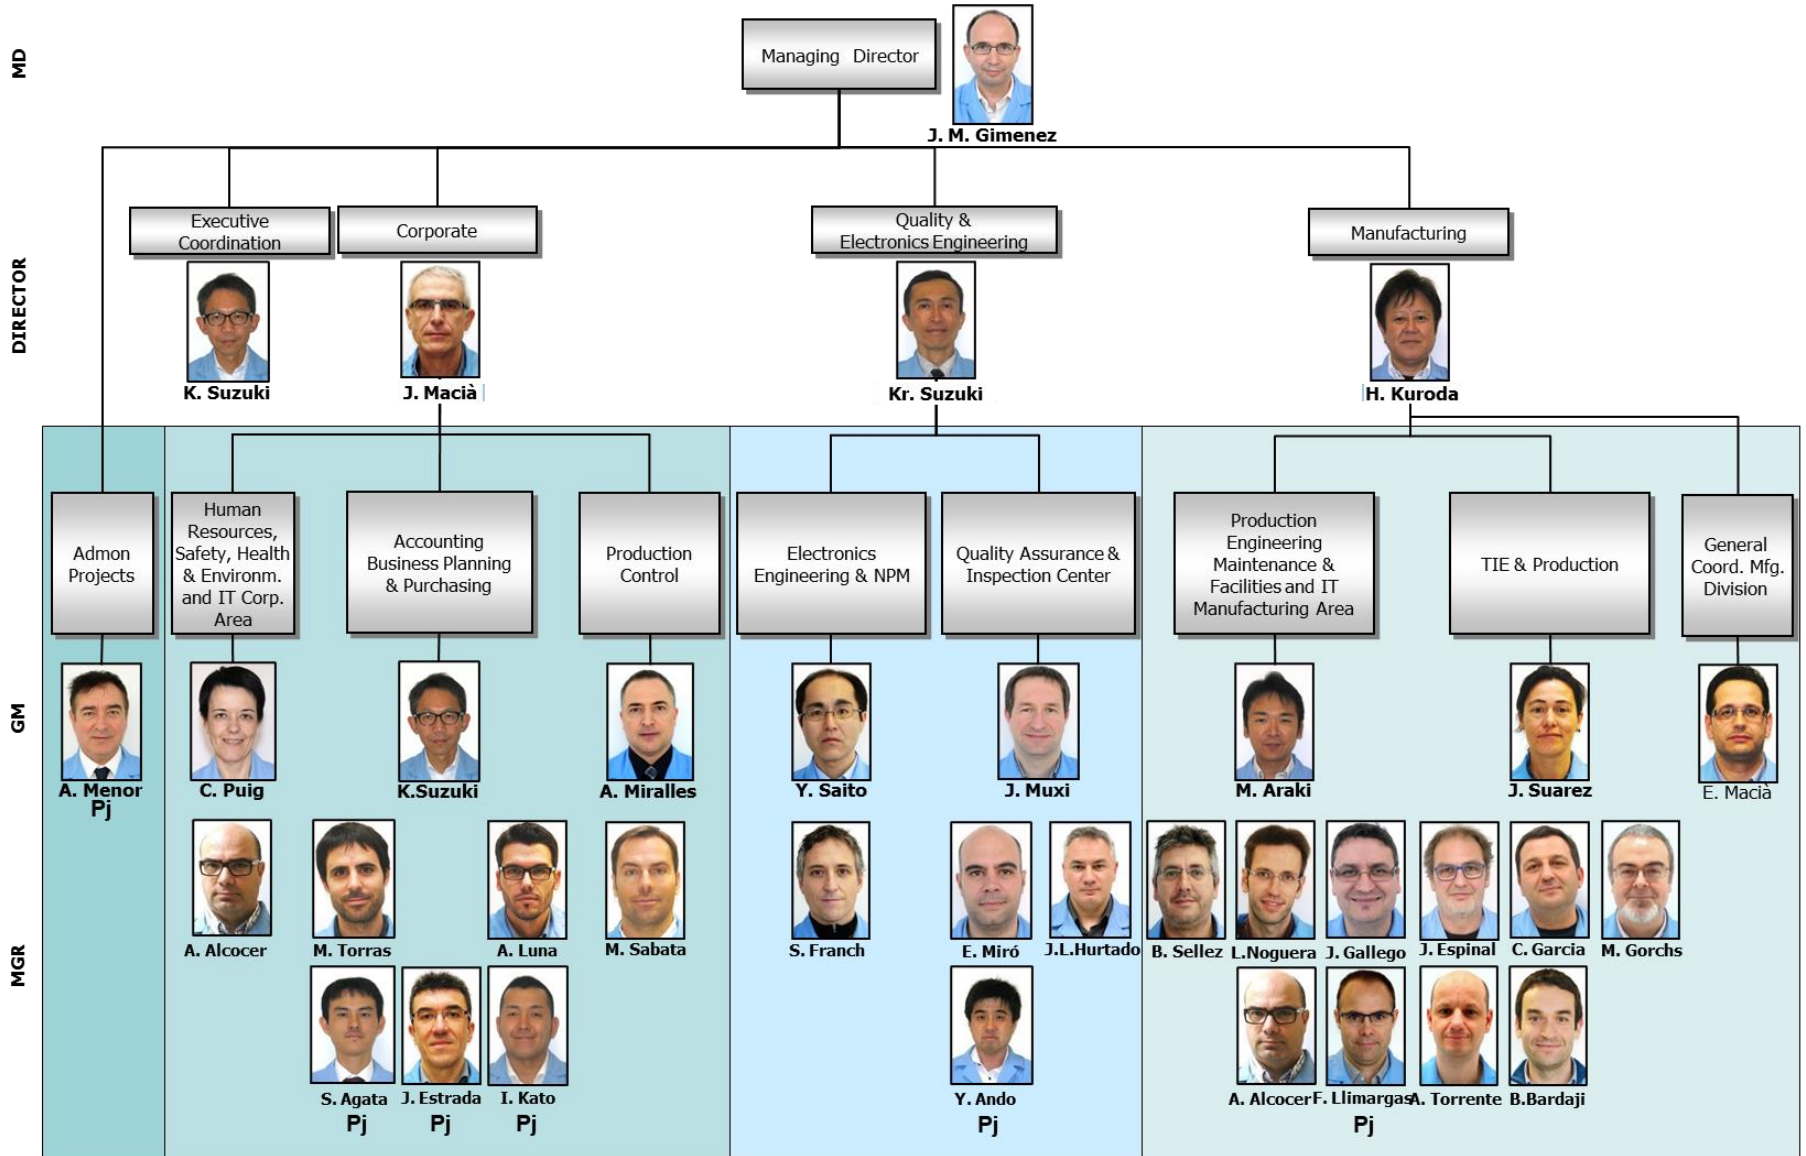 MD
Managing Director
J. M. Gimenez
DIRECTOR
Executive
Coordination
K. Suzuki
Corporate
J. Macià
Quality &
Electronics Engineering
Kr. Suzuki
Manufacturing
H. Kuroda
GM
Admon
Projects
A. Menor
Pj
Human
Resources,
Safety, Health
& Environm.
and IT Corp.
Area
C. Puig
Accounting
Business Planning
& Purchasing
K.Suzuki
Production
Control
A. Miralles
Electronics
Engineering & NPM
Y. Saito
Quality Assurance &
Inspection Center
J. Muxi
Production
Engineering
Maintenance &
Facilities and IT
Manufacturing Area
M. Araki
TIE & Production
J. Suarez
General
Coord. Mfg.
Division
E. Macià
MGR
A. Alcocer
M. Torras
A. Luna
M. Sabata
S. Franch
E. Miró
J.L.Hurtado
B. Sellez
L.Noguera
J. Gallego
J. Espinal
C. Garcia
M. Gorchs
S. Agata
Pj
J. Estrada
Pj
I. Kato
Pj
Y. Ando
Pj
A. Alcocer
F. Llimargas
Pj
A. Torrente
B.Bardaji